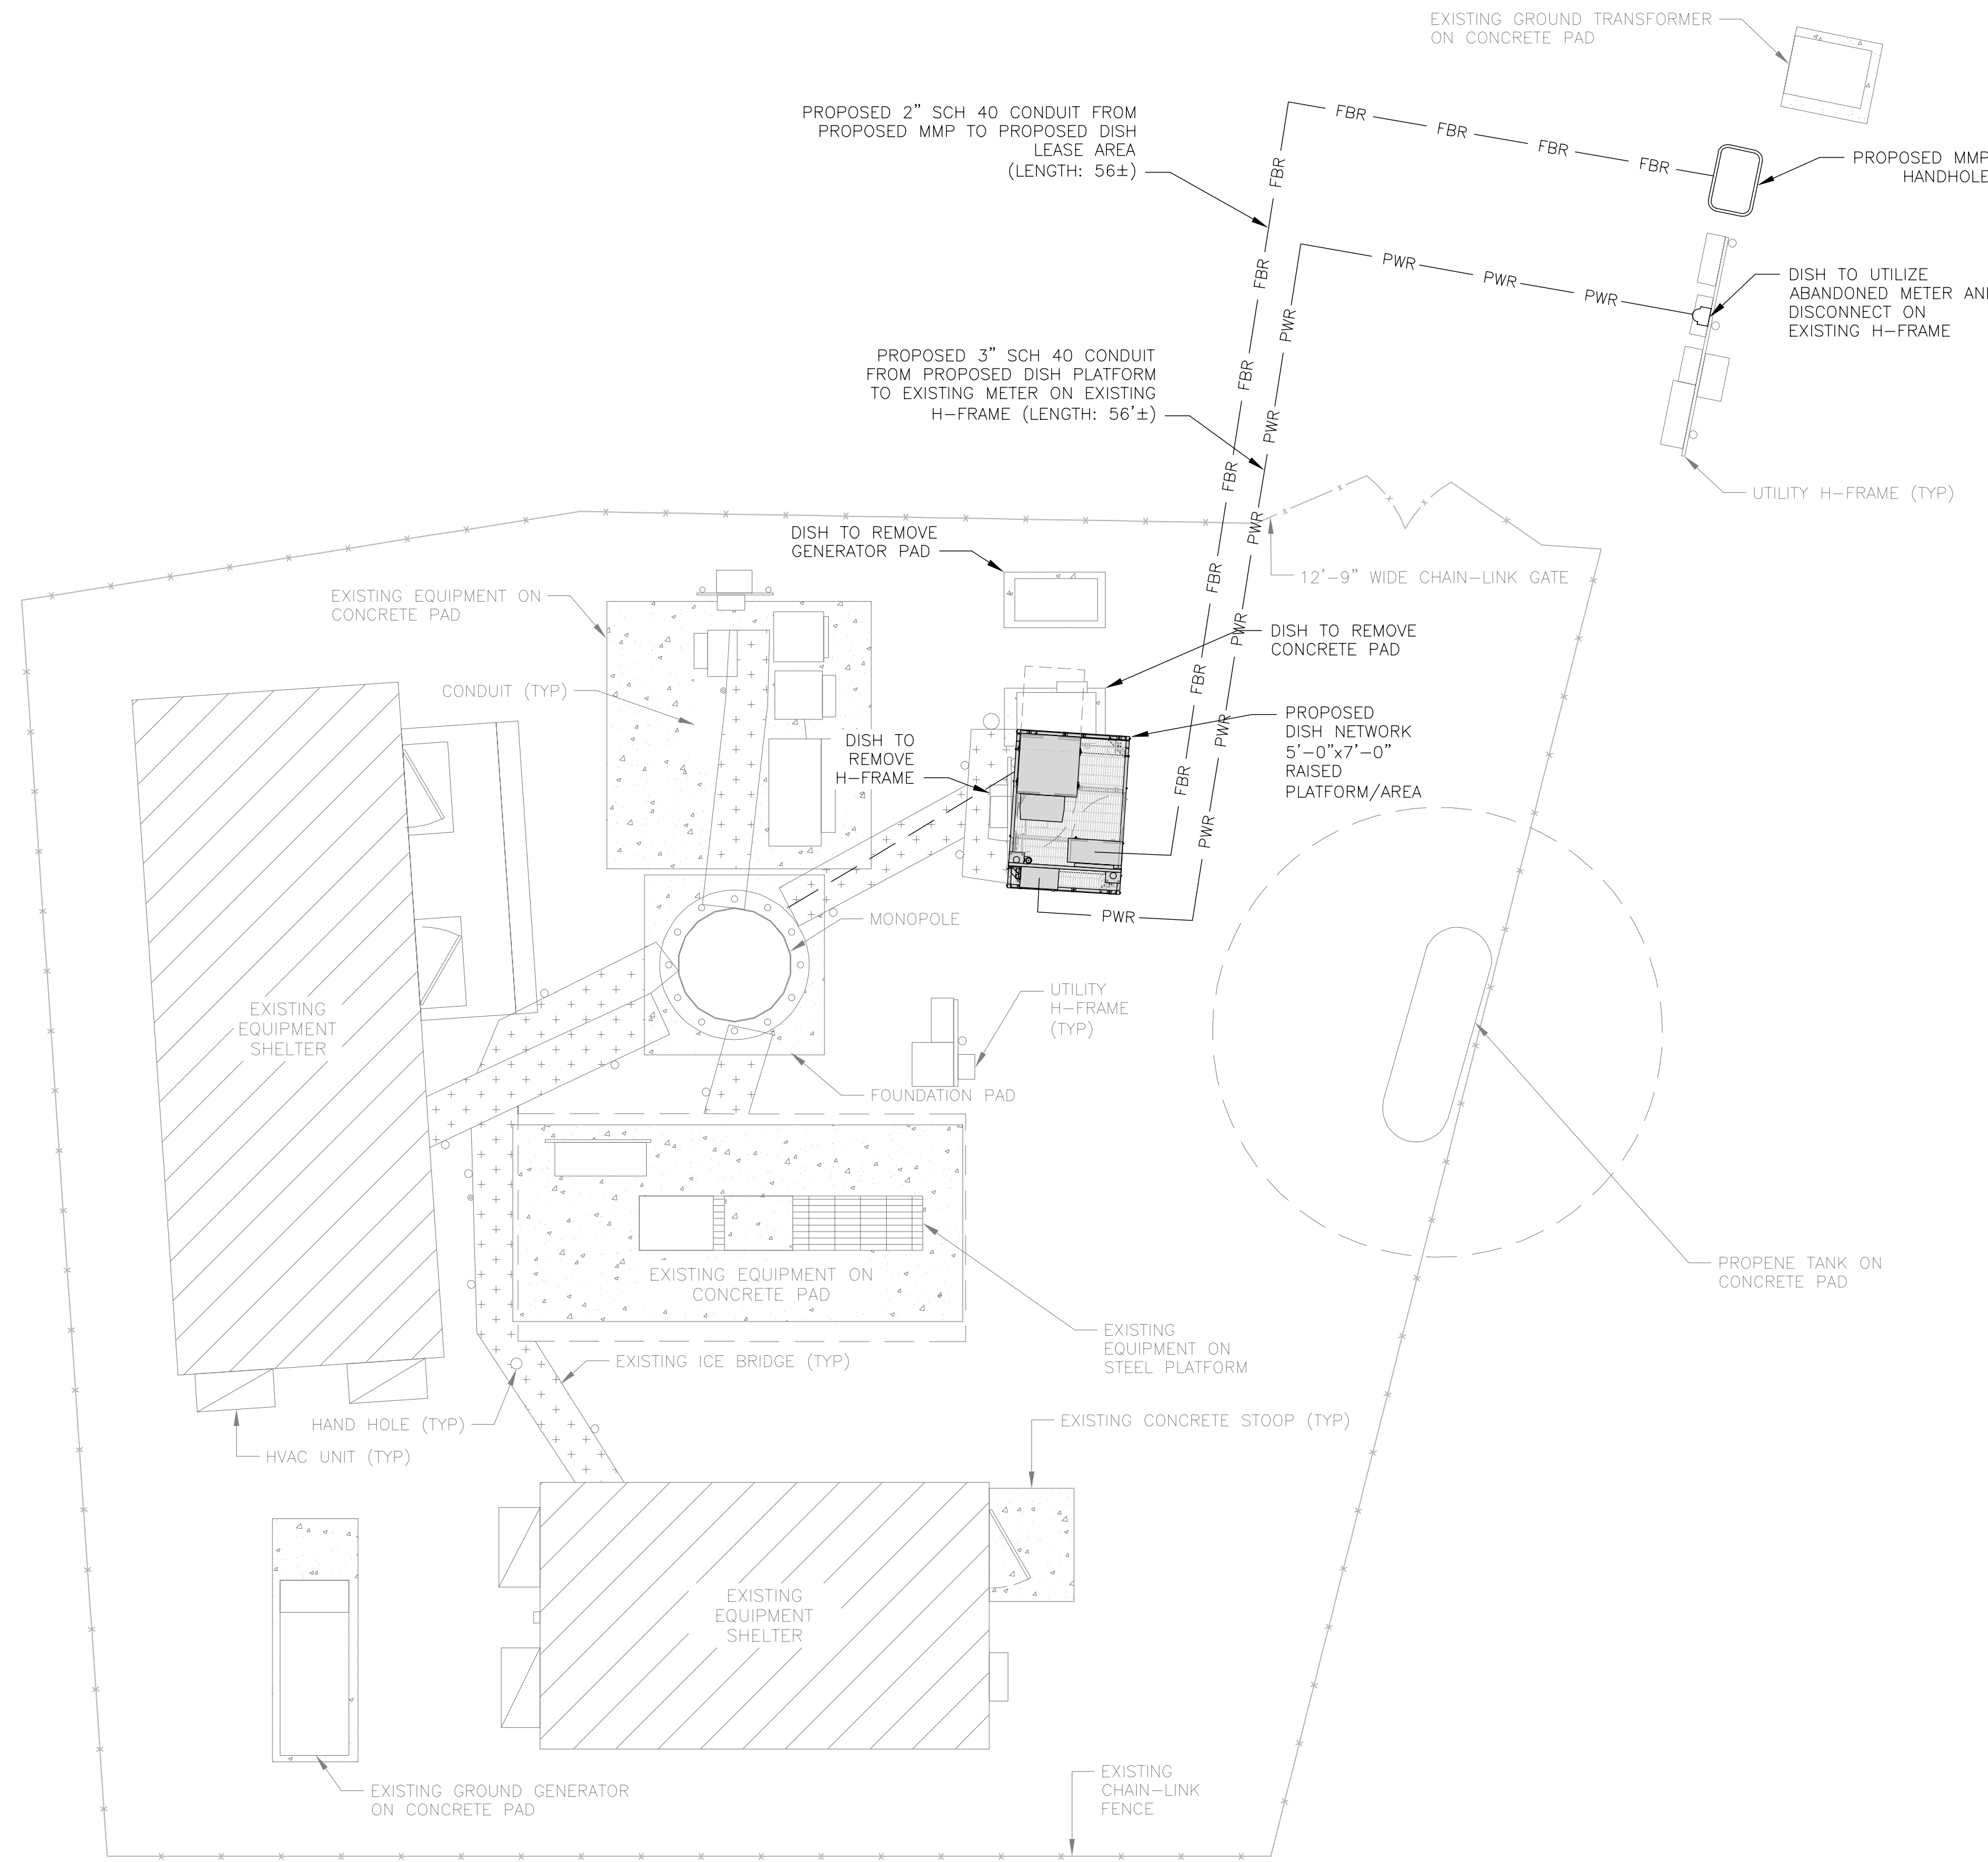 EXISTING GROUND TRANSFORMER
ON CONCRETE PAD
PROPOSED 2" SCH 40 CONDUIT FROM
PROPOSED MMP TO PROPOSED DISH
LEASE AREA
(LENGTH: 56±)
FBR
FBR
FBR
FBR
PROPOSED MMP
HANDHOLE
FBR
FBR
FBR
FBR
FBR
FBR
FBR
FBR
PWR
PWR
PWR
DISH TO UTILIZE
ABANDONED METER AN
DISCONNECT ON
EXISTING H-FRAME
PWR
PWR
PWR
PWR
PWR
PWR
PWR
PROPOSED 3" SCH 40 CONDUIT
FROM PROPOSED DISH PLATFORM
TO EXISTING METER ON EXISTING
H-FRAME (LENGTH: 56'±)
UTILITY H-FRAME (TYP)
DISH TO REMOVE
GENERATOR PAD
12'-9" WIDE CHAIN-LINK GATE
EXISTING EQUIPMENT ON
CONCRETE PAD
DISH TO REMOVE
CONCRETE PAD
CONDUIT (TYP)
DISH TO
REMOVE
H-FRAME
PROPOSED
DISH NETWORK
5'-0"x7'-0"
RAISED
PLATFORM/AREA
MONOPOLE
EXISTING
EQUIPMENT
SHELTER
UTILITY
H-FRAME
(TYP)
FOUNDATION PAD
EXISTING EQUIPMENT ON
CONCRETE PAD
PROPENE TANK ON
CONCRETE PAD
EXISTING
EQUIPMENT ON
STEEL PLATFORM
EXISTING ICE BRIDGE (TYP)
HAND HOLE (TYP)
HVAC UNIT (TYP)
EXISTING CONCRETE STOOP (TYP)
EXISTING
EQUIPMENT
SHELTER
EXISTING GROUND GENERATOR
ON CONCRETE PAD
EXISTING
CHAIN-LINK
FENCE